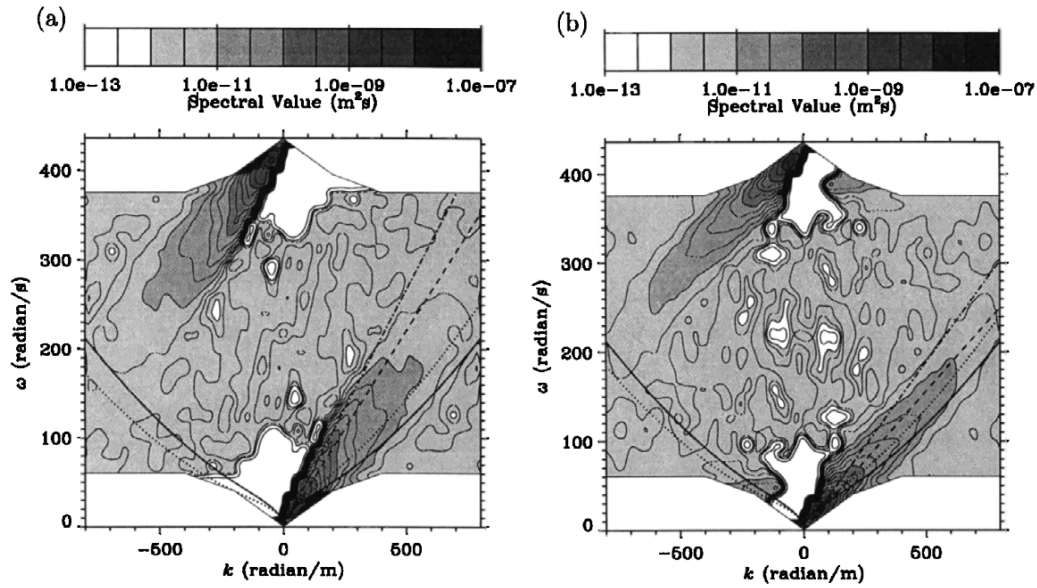 (a)
1.0e-13 1.0e-11 1.0e-09 1.0e-07
Spectral Value (m²s)
400
300
200
100
0
ω (radian/s)
-500 0 500
k (radian/m)
(b)
1.0e-13 1.0e-11 1.0e-09 1.0e-07
Spectral Value (m²s)
400
300
200
100
0
ω (radian/s)
-500 0 500
k (radian/m)